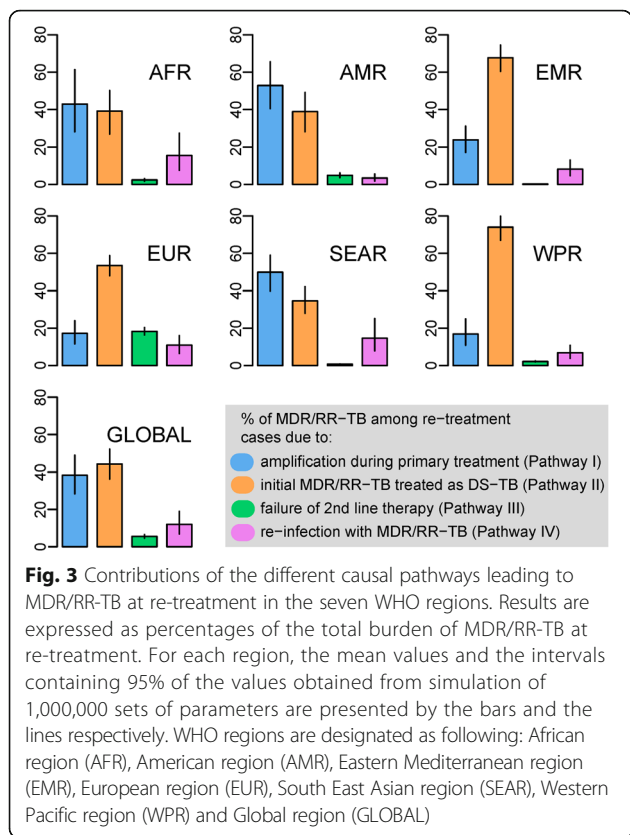 0 20 40 60 80
AFR
AMR
0 20 40 60 80
EMR
0 20 40 60 80
EUR
0 20 40 60 80
SEAR
0 20 40 60 80
WPR
0 20 40 60 80
GLOBAL
0 20 40 60 80
% of MDR/RR−TB among re−treatment
cases due to:
amplification during primary treatment (Pathway I)
initial MDR/RR−TB treated as DS−TB (Pathway II)
failure of 2nd line therapy (Pathway III)
re−infection with MDR/RR−TB (Pathway IV)
Fig. 3 Contributions of the different causal pathways leading to
MDR/RR-TB at re-treatment in the seven WHO regions. Results are
expressed as percentages of the total burden of MDR/RR-TB at
re-treatment. For each region, the mean values and the intervals
containing 95% of the values obtained from simulation of
1,000,000 sets of parameters are presented by the bars and the
lines respectively. WHO regions are designated as following: African
region (AFR), American region (AMR), Eastern Mediterranean region
(EMR), European region (EUR), South East Asian region (SEAR), Western
Pacific region (WPR) and Global region (GLOBAL)